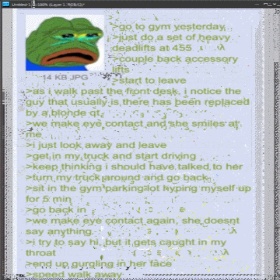 14 KB JPG
>go to gym yesterday
>just do a set of heavy
deadlifts at 455
>couple back accessory
lifts
>start to leave
>as i walk past the front desk, i notice the
guy that usually is there has been replaced
by a blonde qt
>we make eye contact and she smiles at
me
>i just look away and leave
>get in my truck and start driving
>keep thinking i should have talked to her
>turn my truck around and go back
>sit in the gym parking lot hyping myself up
for 5 min
>go back in
>we make eye contact again, she doesnt
say anything
>i try to say hi, but it gets caught in my
throat
>end up gurgling in her face
>speed walk away